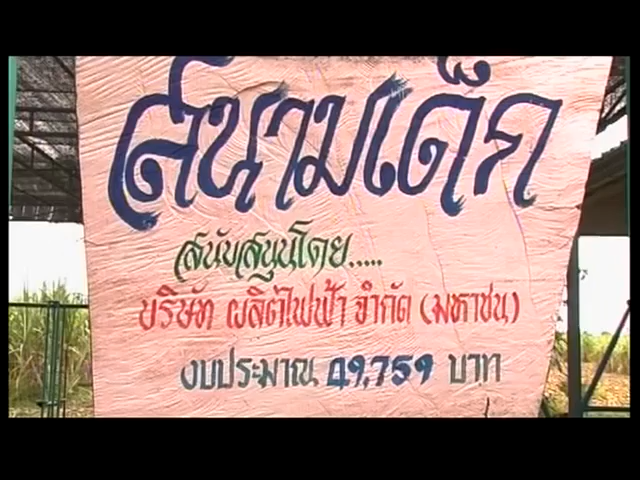 สนามเด็ก
สนับสนุนโดย.....
บริษัท ผลิตไฟฟ้า จำกัด (มหาชน)
งบประมาณ 49,759 บาท